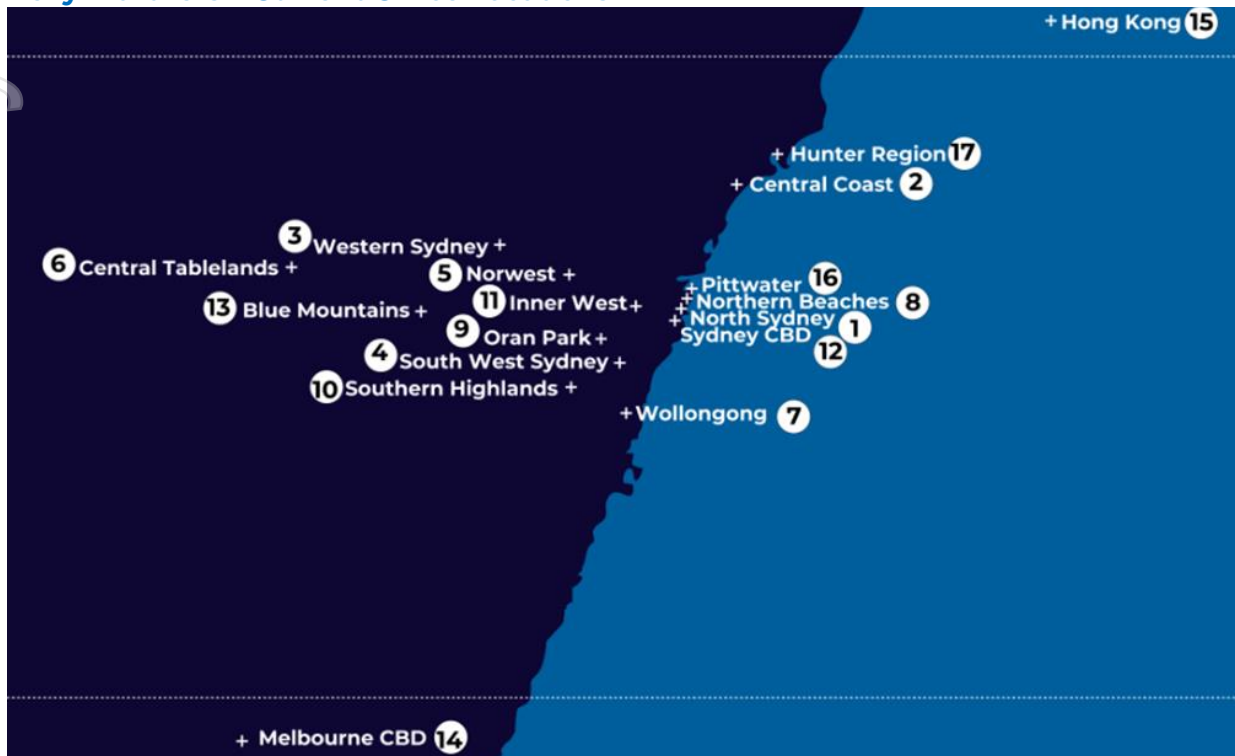 Hong Kong 15
Hunter Region 17
Central Coast 2
3 Western Sydney
6 Central Tablelands
5 Norwest
Pittwater 16
11 Inner West
Northern Beaches 8
13 Blue Mountains
North Sydney 1
9 Oran Park
Sydney CBD 12
4 South West Sydney
10 Southern Highlands
Wollongong 7
Melbourne CBD 14